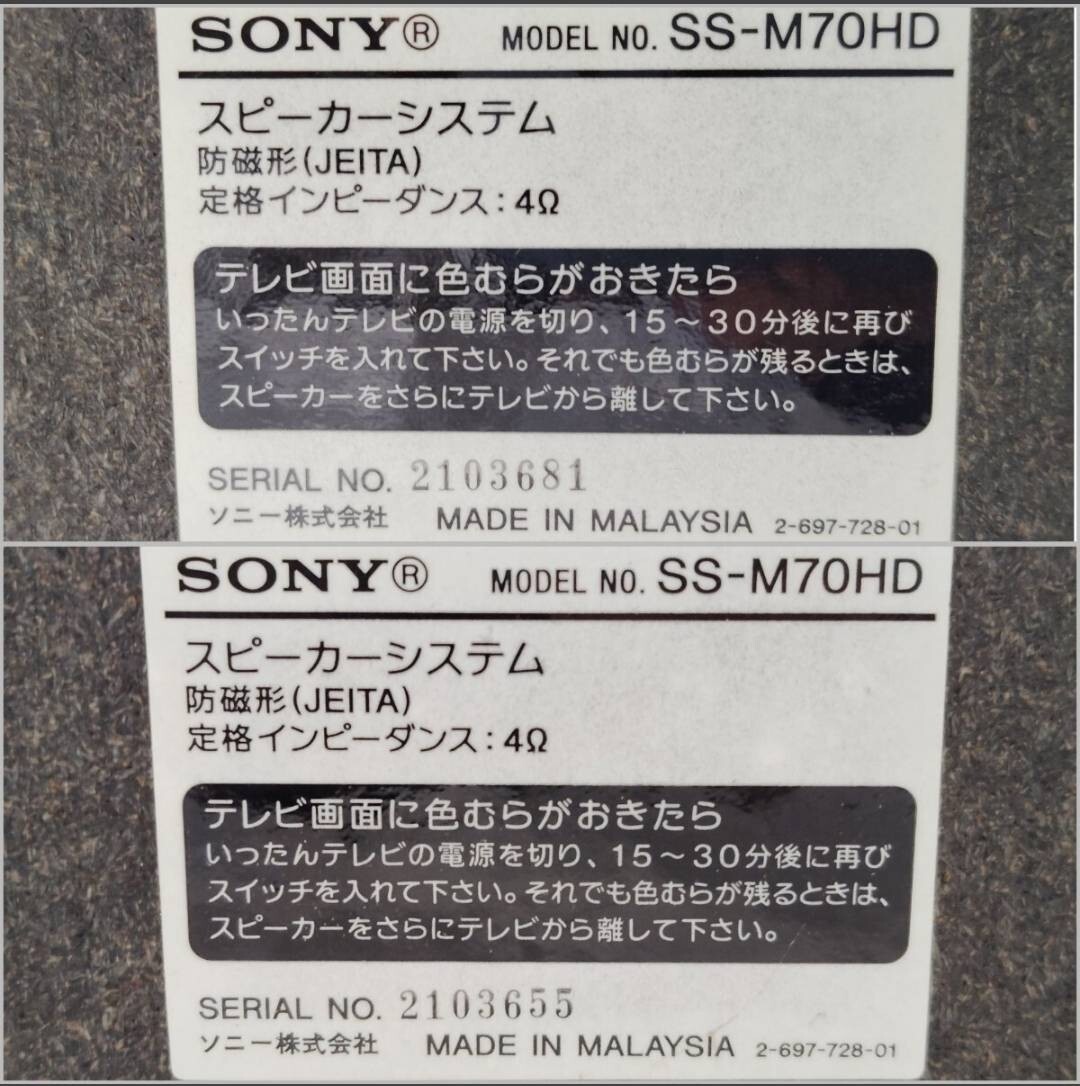 SONY® MODEL NO. SS-M70HD
スピーカーシステム
防磁形(JEITA)
定格インピーダンス：4Ω
テレビ画面に色むらがおきたら
いったんテレビの電源を切り、15〜30分後に再び
スイッチを入れて下さい。それでも色むらが残るときは、
スピーカーをさらにテレビから離して下さい。
SERIAL NO. 2103681
ソニー株式会社 MADE IN MALAYSIA 2-697-728-01
SONY® MODEL NO. SS-M70HD
スピーカーシステム
防磁形(JEITA)
定格インピーダンス：4Ω
テレビ画面に色むらがおきたら
いったんテレビの電源を切り、15〜30分後に再び
スイッチを入れて下さい。それでも色むらが残るときは、
スピーカーをさらにテレビから離して下さい。
SERIAL NO. 2103655
ソニー株式会社 MADE IN MALAYSIA 2-697-728-01